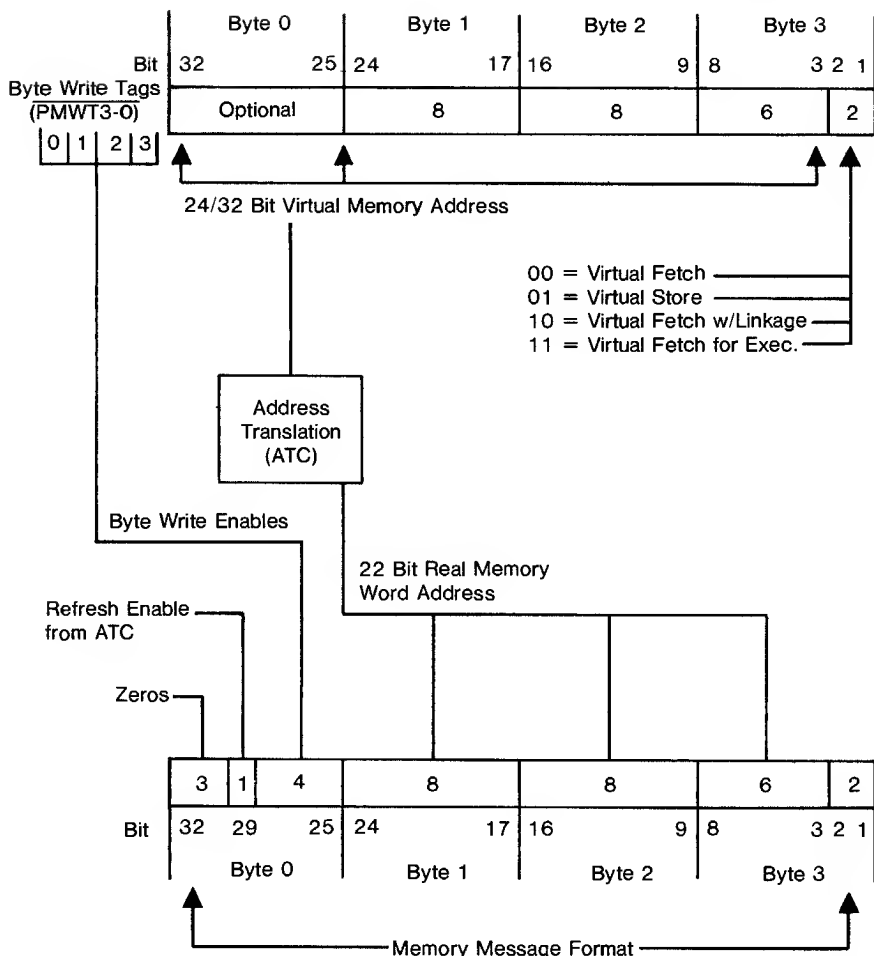 Byte 0 Byte 1 Byte 2 Byte 3
Bit 32 25 24 17 16 9 8 3 2 1
Byte Write Tags
(PMWT3-0)
Optional 8 8 6 2
0 1 2 3
24/32 Bit Virtual Memory Address
00 = Virtual Fetch
01 = Virtual Store
10 = Virtual Fetch w/Linkage
11 = Virtual Fetch for Exec.
Address
Translation
(ATC)
Byte Write Enables
22 Bit Real Memory
Word Address
Refresh Enable
from ATC
Zeros
3 1 4 8 8 6 2
Bit 32 29 25 24 17 16 9 8 3 2 1
Byte 0 Byte 1 Byte 2 Byte 3
Memory Message Format